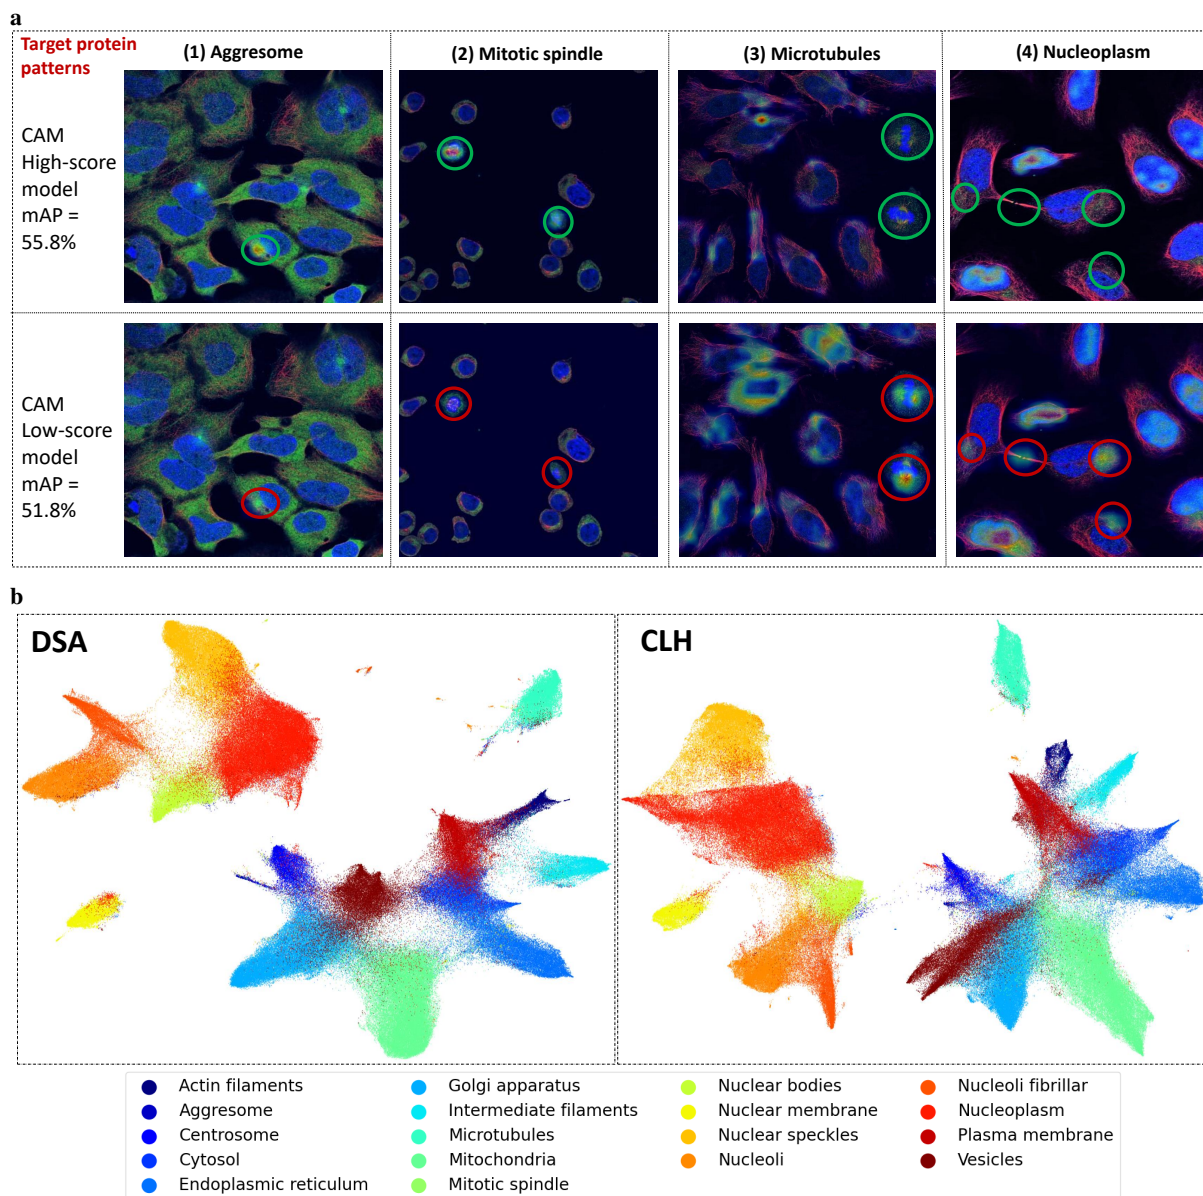 a
Target protein
patterns
(1) Aggresome
(2) Mitotic spindle
(3) Microtubules
(4) Nucleoplasm
CAM
High-score
model
mAP =
55.8%
CAM
Low-score
model
mAP =
51.8%
b
DSA
CLH
Actin filaments
Aggresome
Centrosome
Cytosol
Endoplasmic reticulum
Golgi apparatus
Intermediate filaments
Microtubules
Mitochondria
Mitotic spindle
Nuclear bodies
Nuclear membrane
Nuclear speckles
Nucleoli
Nucleoli fibrillar
Nucleoplasm
Plasma membrane
Vesicles